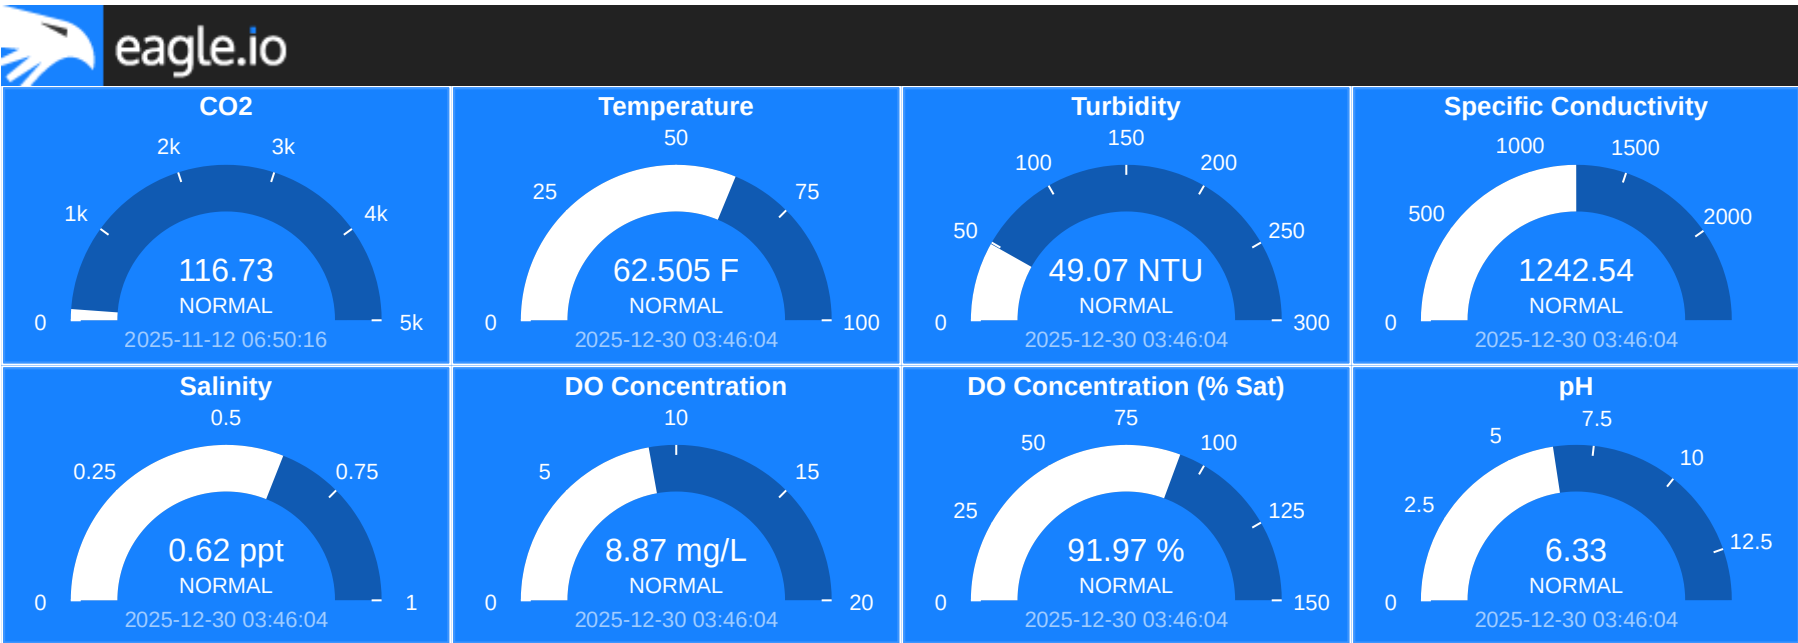 eagle.io
CO2
0
1k
2k
3k
4k
5k
116.73
NORMAL
2025-11-12 06:50:16
Temperature
0
25
50
75
100
62.505 F
NORMAL
2025-12-30 03:46:04
Turbidity
0
50
100
150
200
250
300
49.07 NTU
NORMAL
2025-12-30 03:46:04
Specific Conductivity
0
500
1000
1500
2000
1242.54
NORMAL
2025-12-30 03:46:04
Salinity
0
0.25
0.5
0.75
1
0.62 ppt
NORMAL
2025-12-30 03:46:04
DO Concentration
0
5
10
15
20
8.87 mg/L
NORMAL
2025-12-30 03:46:04
DO Concentration (% Sat)
0
25
50
75
100
125
150
91.97 %
NORMAL
2025-12-30 03:46:04
pH
0
2.5
5
7.5
10
12.5
6.33
NORMAL
2025-12-30 03:46:04